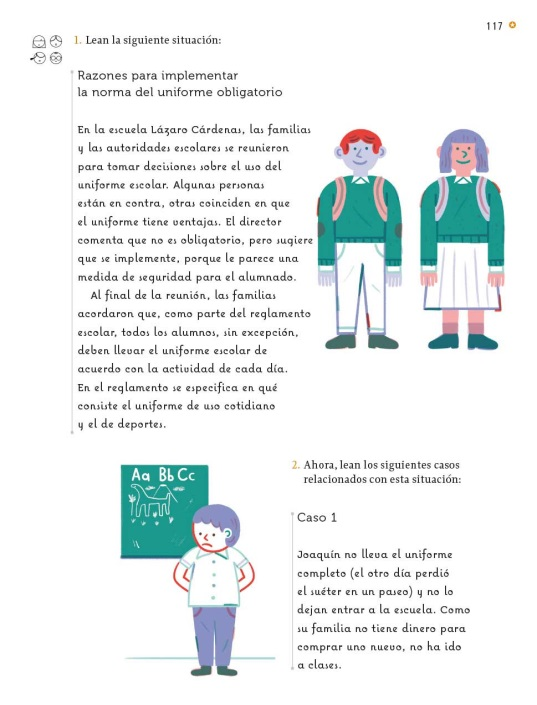 117
1. Lean la siguiente situación:
Razones para implementar
la norma del uniforme obligatorio
En la escuela Lázaro Cárdenas, las familias
y las autoridades escolares se reunieron
para tomar decisiones sobre el uso del
uniforme escolar. Algunas personas
están en contra, otras coinciden en que
el uniforme tiene ventajas. El director
comenta que no es obligatorio, pero sugiere
que se implemente, porque le parece una
medida de seguridad para el alumnado.
Al final de la reunión, las familias
acordaron que, como parte del reglamento
escolar, todos los alumnos, sin excepción,
deben llevar el uniforme escolar de
acuerdo con la actividad de cada día.
En el reglamento se especifica en qué
consiste el uniforme de uso cotidiano
y el de deportes.
Aa Bb Cc
2. Ahora, lean los siguientes casos
relacionados con esta situación:
Caso 1
Joaquín no lleva el uniforme
completo (el otro día perdió
el suéter en un paseo) y no lo
dejan entrar a la escuela. Como
su familia no tiene dinero para
comprar uno nuevo, no ha ido
a clases.